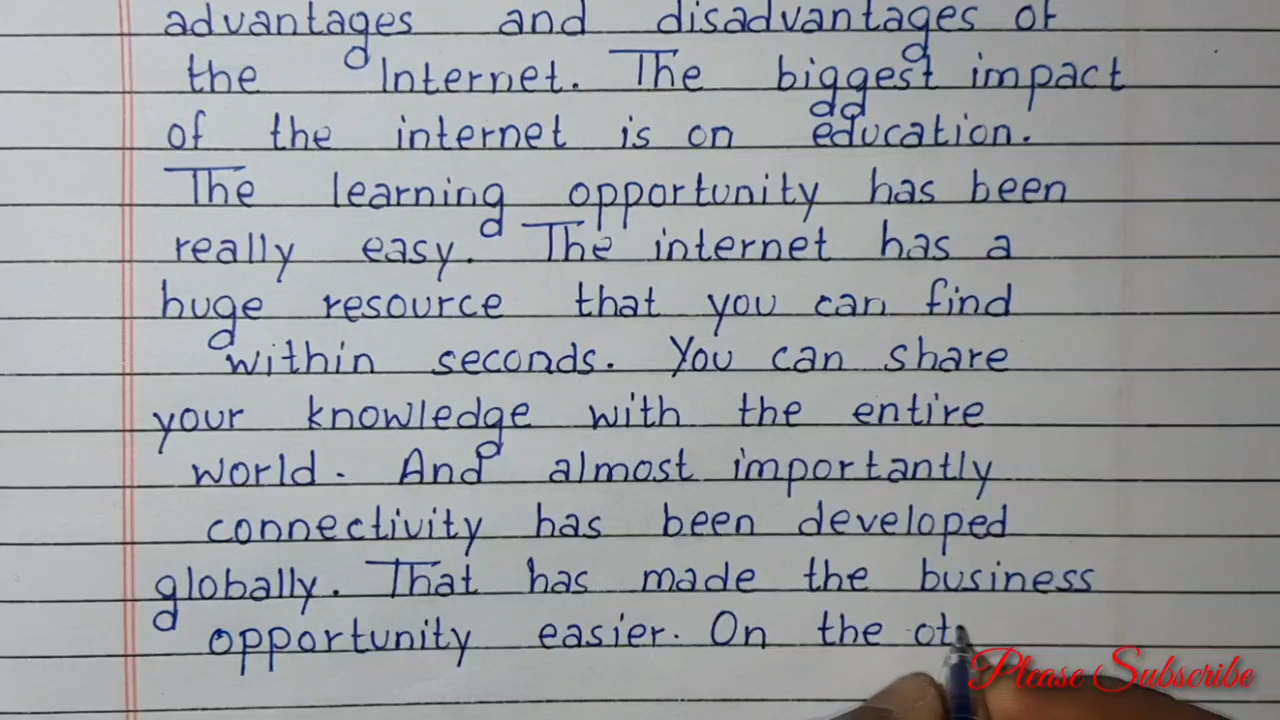 advantages and disadvantages of
the Internet. The biggest impact
of the internet is on education.
The learning opportunity has been
really easy. The internet has a
huge resource that you can find
within seconds. You can share
your knowledge with the entire
world. And almost importantly
connectivity has been developed
globally. That has made the business
opportunity easier. On the ot
Please Subscribe